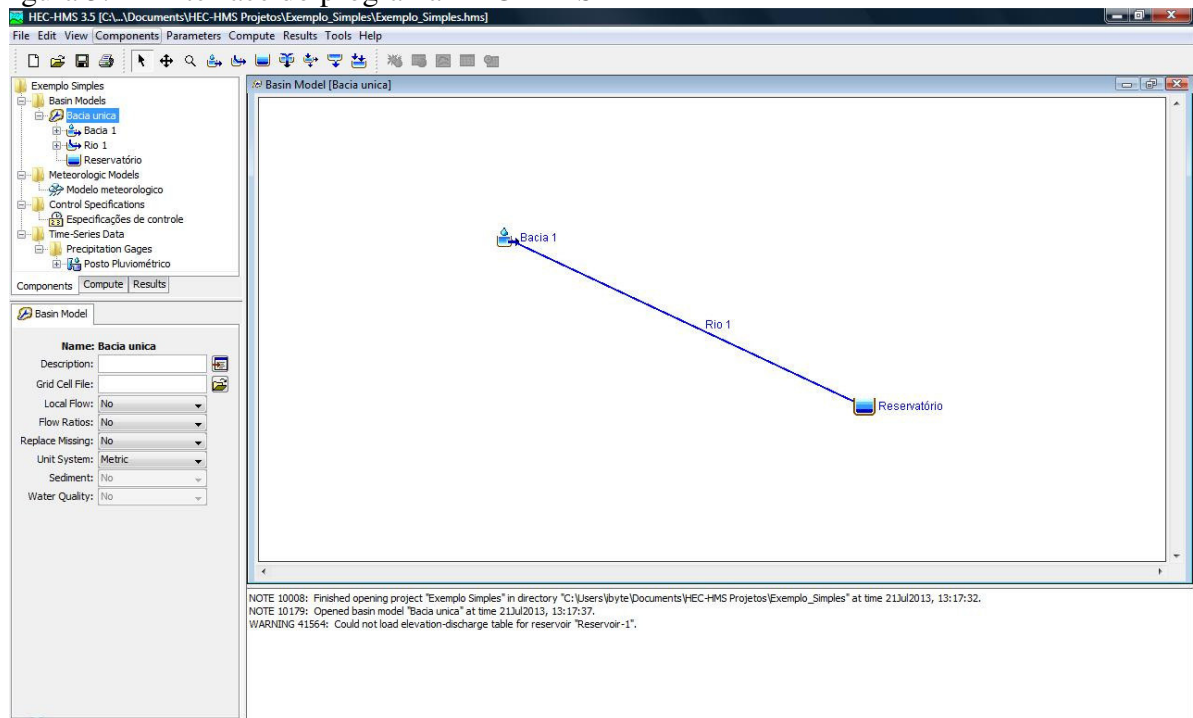 HEC-HMS 3.5 [C:\...\Documents\HEC-HMS Projetos\Exemplo_Simples\Exemplo_Simples.hms]
File Edit View Components Parameters Compute Results Tools Help
Exemplo Simples
Basin Models
Bacia unica
Bacia 1
Rio 1
Reservatório
Meteorologic Models
Modelo meteorologico
Control Specifications
Especificações de controle
Time-Series Data
Precipitation Gages
Posto Pluviométrico
Components Compute Results
Basin Model
Name: Bacia unica
Description:
Grid Cell File:
Local Flow: No
Flow Ratios: No
Replace Missing: No
Unit System: Metric
Sediment: No
Water Quality: No
Basin Model [Bacia unica]
Bacia 1
Rio 1
Reservatório
NOTE 10008: Finished opening project "Exemplo Simples" in directory "C:\Users\ibyte\Documents\HEC-HMS Projetos\Exemplo_Simples" at time 21Jul2013, 13:17:32.
NOTE 10179: Opened basin model "Bacia unica" at time 21Jul2013, 13:17:37.
WARNING 41564: Could not load elevation-discharge table for reservoir "Reservoir-1".